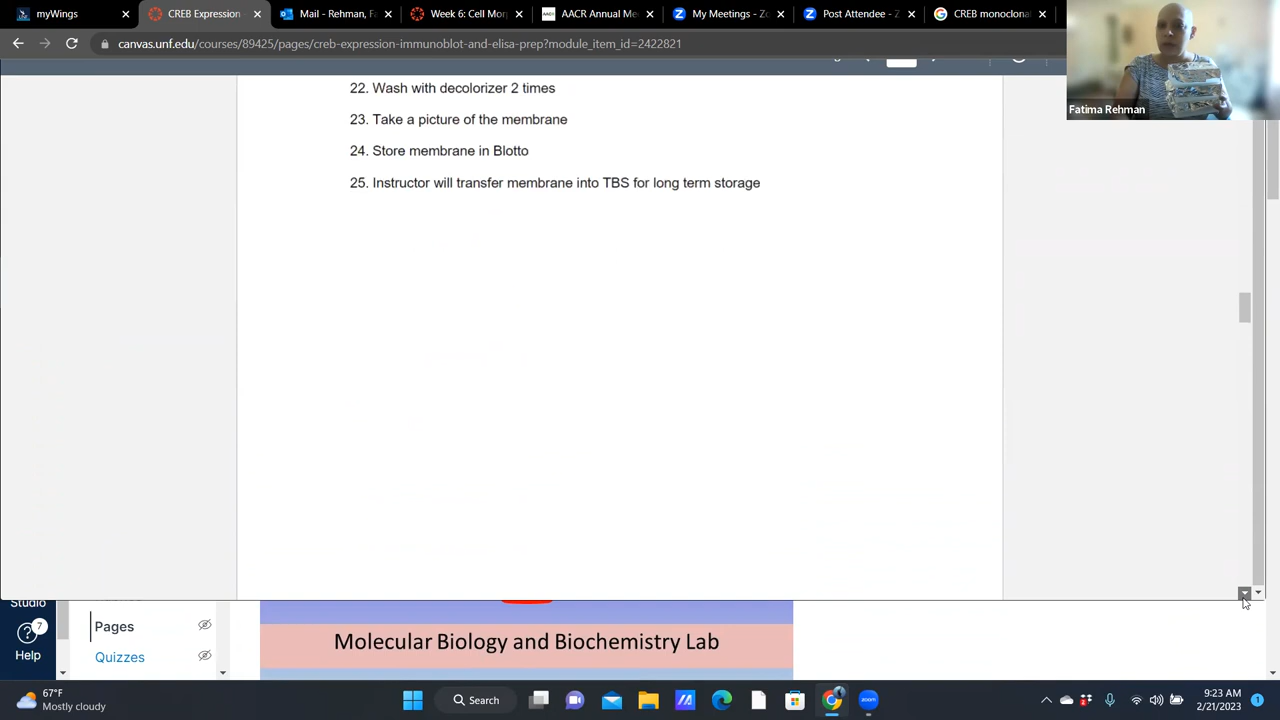 myWings
CREB Expression
Mail - Rehman, Fa
Week 6: Cell Mor
AACR Annual Me
My Meetings - Z
Post Attendee - Z
CREB monoclona
canvas.unf.edu/courses/89425/pages/creb-expression-immunoblot-and-elisa-prep?module_item_id=2422821
Fatima Rehman
22. Wash with decolorizer 2 times
23. Take a picture of the membrane
24. Store membrane in Blotto
25. Instructor will transfer membrane into TBS for long term storage
Studio
7
Help
Pages
Quizzes
Molecular Biology and Biochemistry Lab
67°F
Mostly cloudy
Search
zoom
9:23 AM
2/21/2023
1